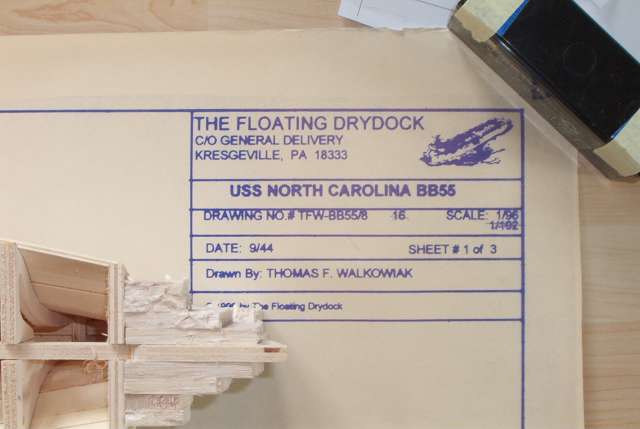 THE FLOATING DRYDOCK
C/O GENERAL DELIVERY
KRESGEVILLE, PA 18333
USS NORTH CAROLINA BB55
DRAWING NO.# TFW-BB55/8 16 SCALE: 1/96
1/192
DATE: 9/44 SHEET # 1 of 3
Drawn By: THOMAS F. WALKOWIAK
by The Floating Drydock